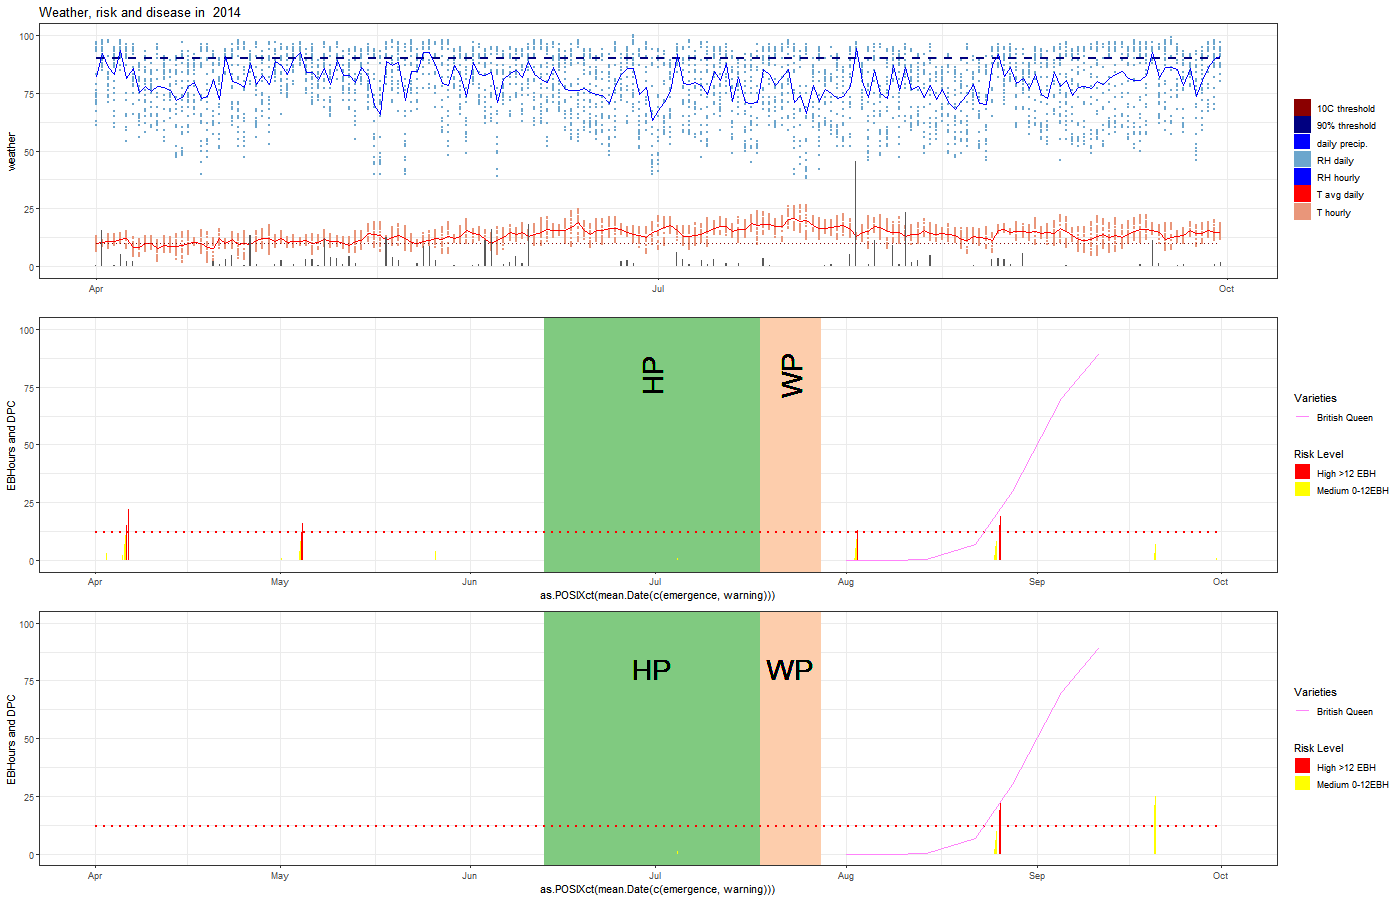 Weather, risk and disease in  2014
weather
100
75
50
25
0
Apr
Jul
Oct
10C threshold
90% threshold
daily precip.
RH daily
RH hourly
T avg daily
T hourly
EBHours and DPC
100
75
50
25
0
HP
WP
Apr
May
Jun
Jul
Aug
Sep
Oct
as.POSIXct(mean.Date(c(emergence, warning)))
Varieties
British Queen
Risk Level
High >12 EBH
Medium 0-12EBH
EBHours and DPC
100
75
50
25
0
HP
WP
Apr
May
Jun
Jul
Aug
Sep
Oct
as.POSIXct(mean.Date(c(emergence, warning)))
Varieties
British Queen
Risk Level
High >12 EBH
Medium 0-12EBH